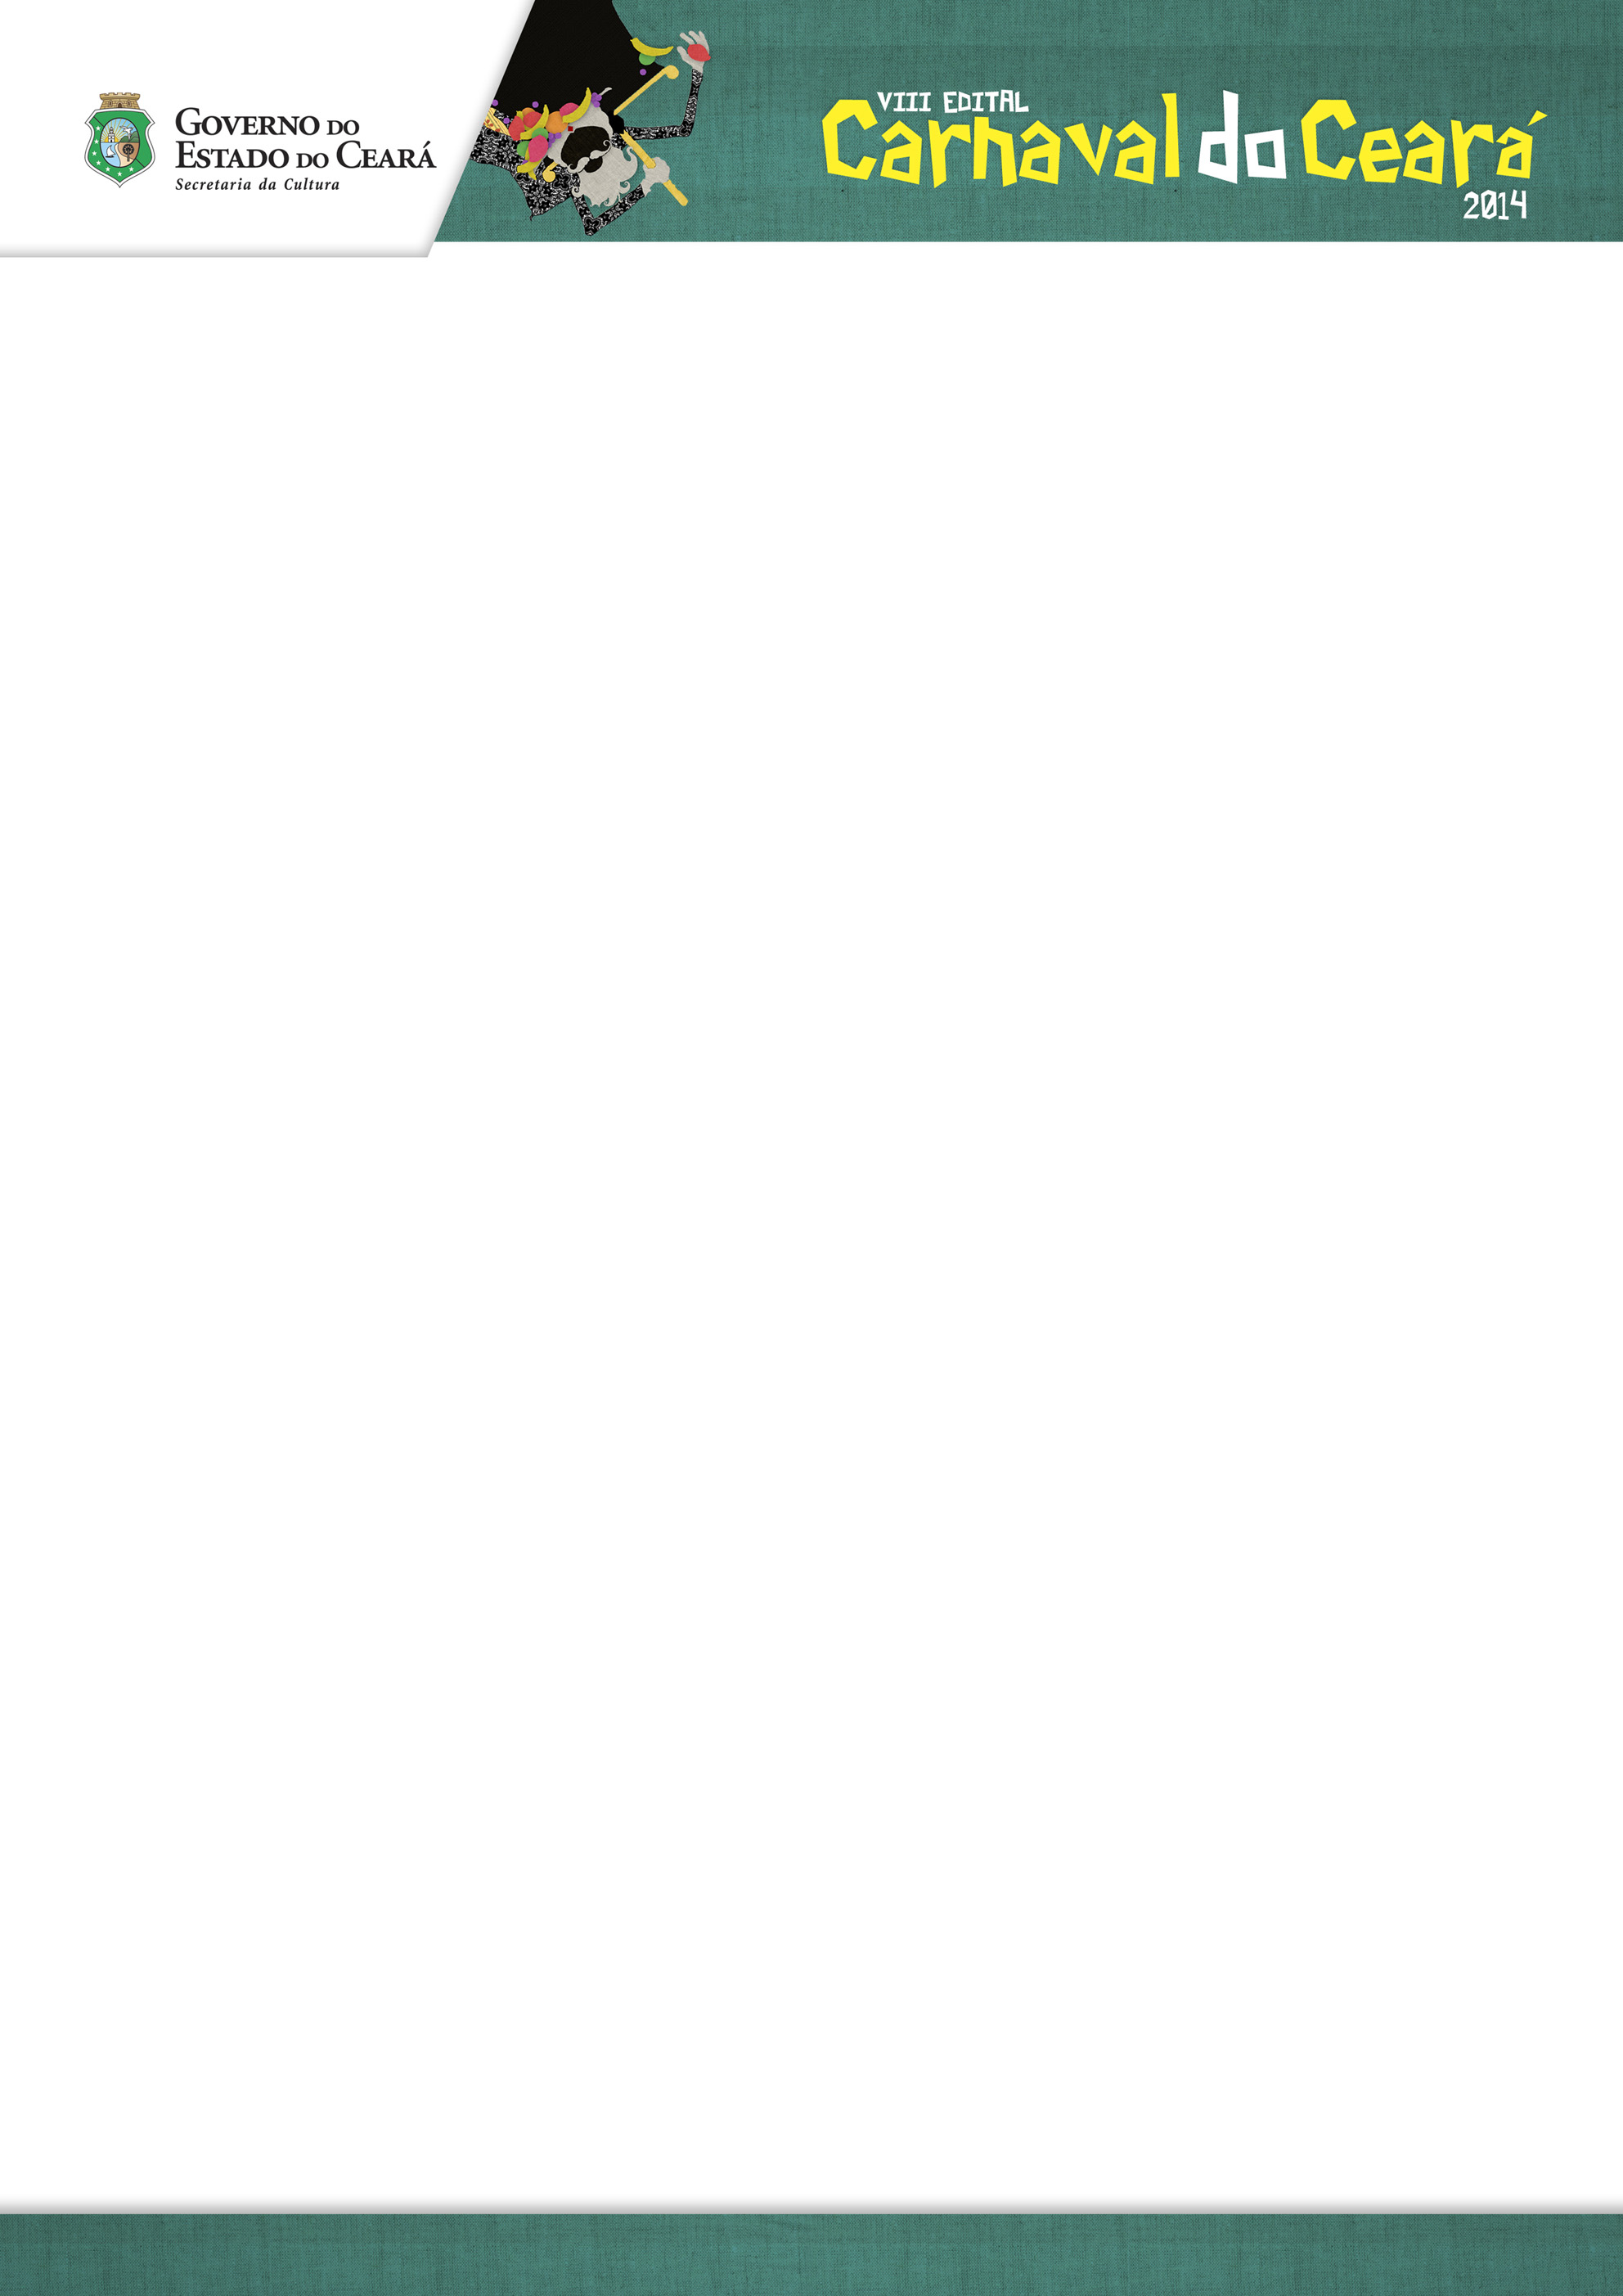 GOVERNO DO
ESTADO DO CEARÁ
Secretaria da Cultura
VIII EDITAL
Carnaval do Ceará
2014